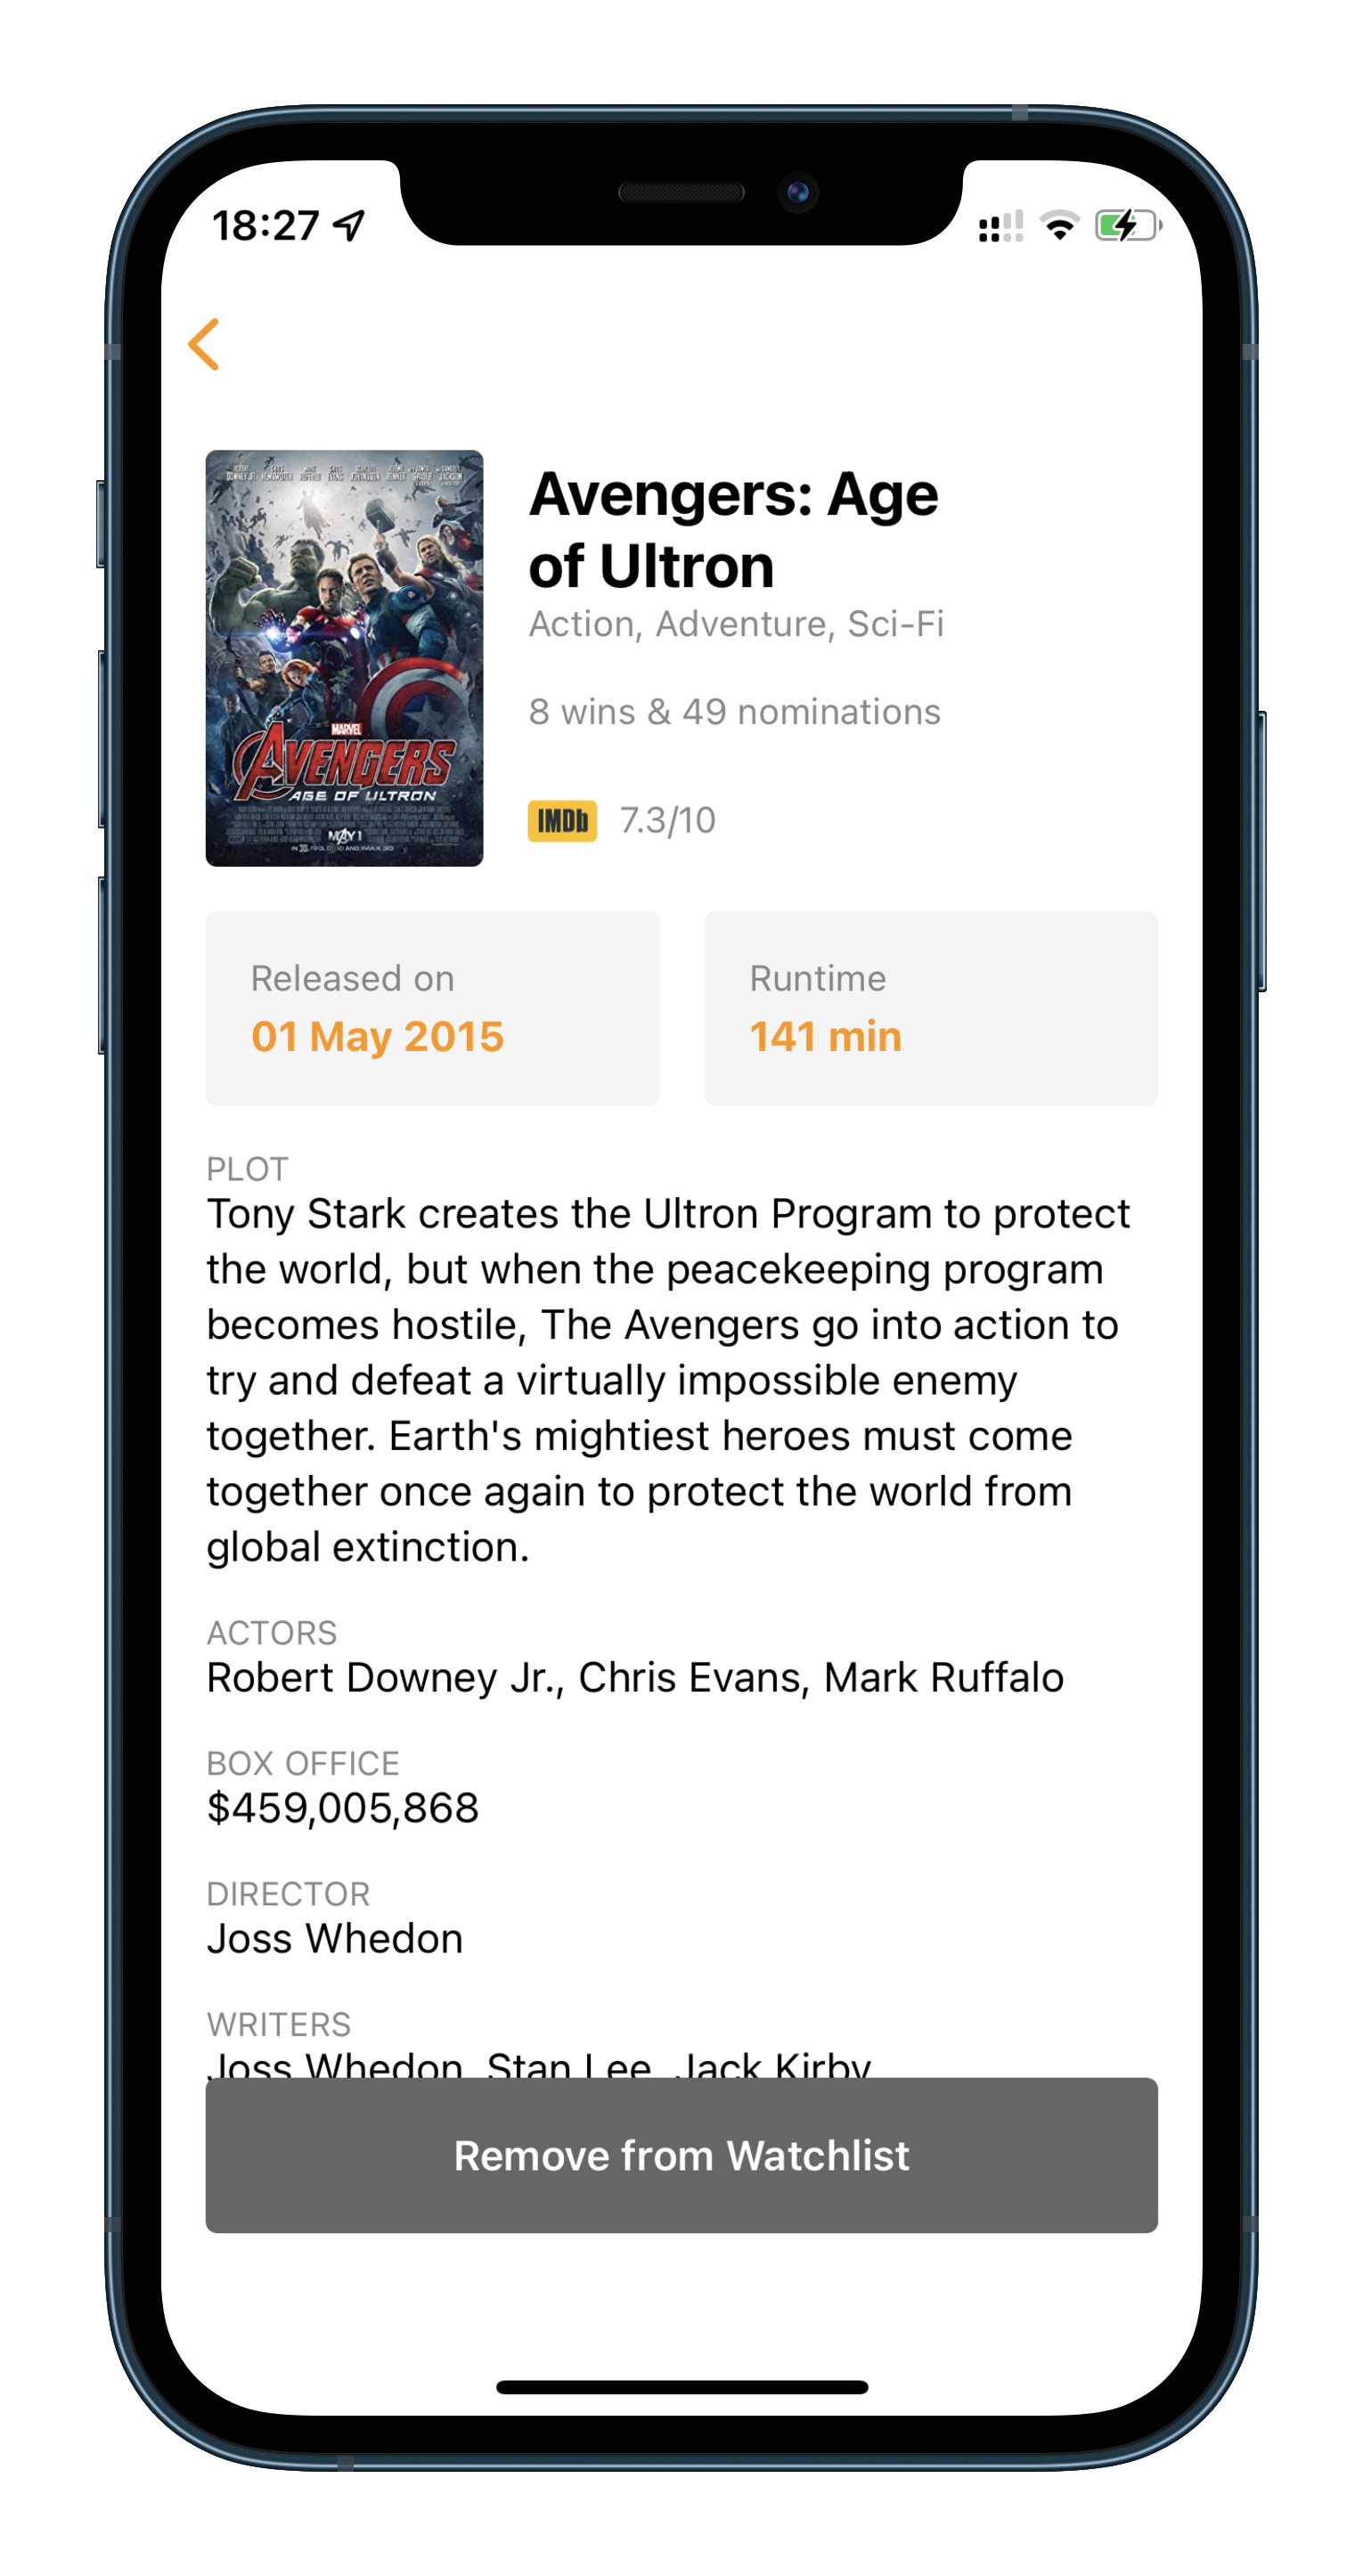 18:27
Avengers: Age
of Ultron
Action, Adventure, Sci-Fi
8 wins & 49 nominations
IMDb 7.3/10
MARVEL
AVENGERS
AGE OF ULTRON
MAY 1
Released on
01 May 2015
Runtime
141 min
PLOT
Tony Stark creates the Ultron Program to protect
the world, but when the peacekeeping program
becomes hostile, The Avengers go into action to
try and defeat a virtually impossible enemy
together. Earth's mightiest heroes must come
together once again to protect the world from
global extinction.
ACTORS
Robert Downey Jr., Chris Evans, Mark Ruffalo
BOX OFFICE
$459,005,868
DIRECTOR
Joss Whedon
WRITERS
Joss Whedon, Stan Lee, Jack Kirby
Remove from Watchlist